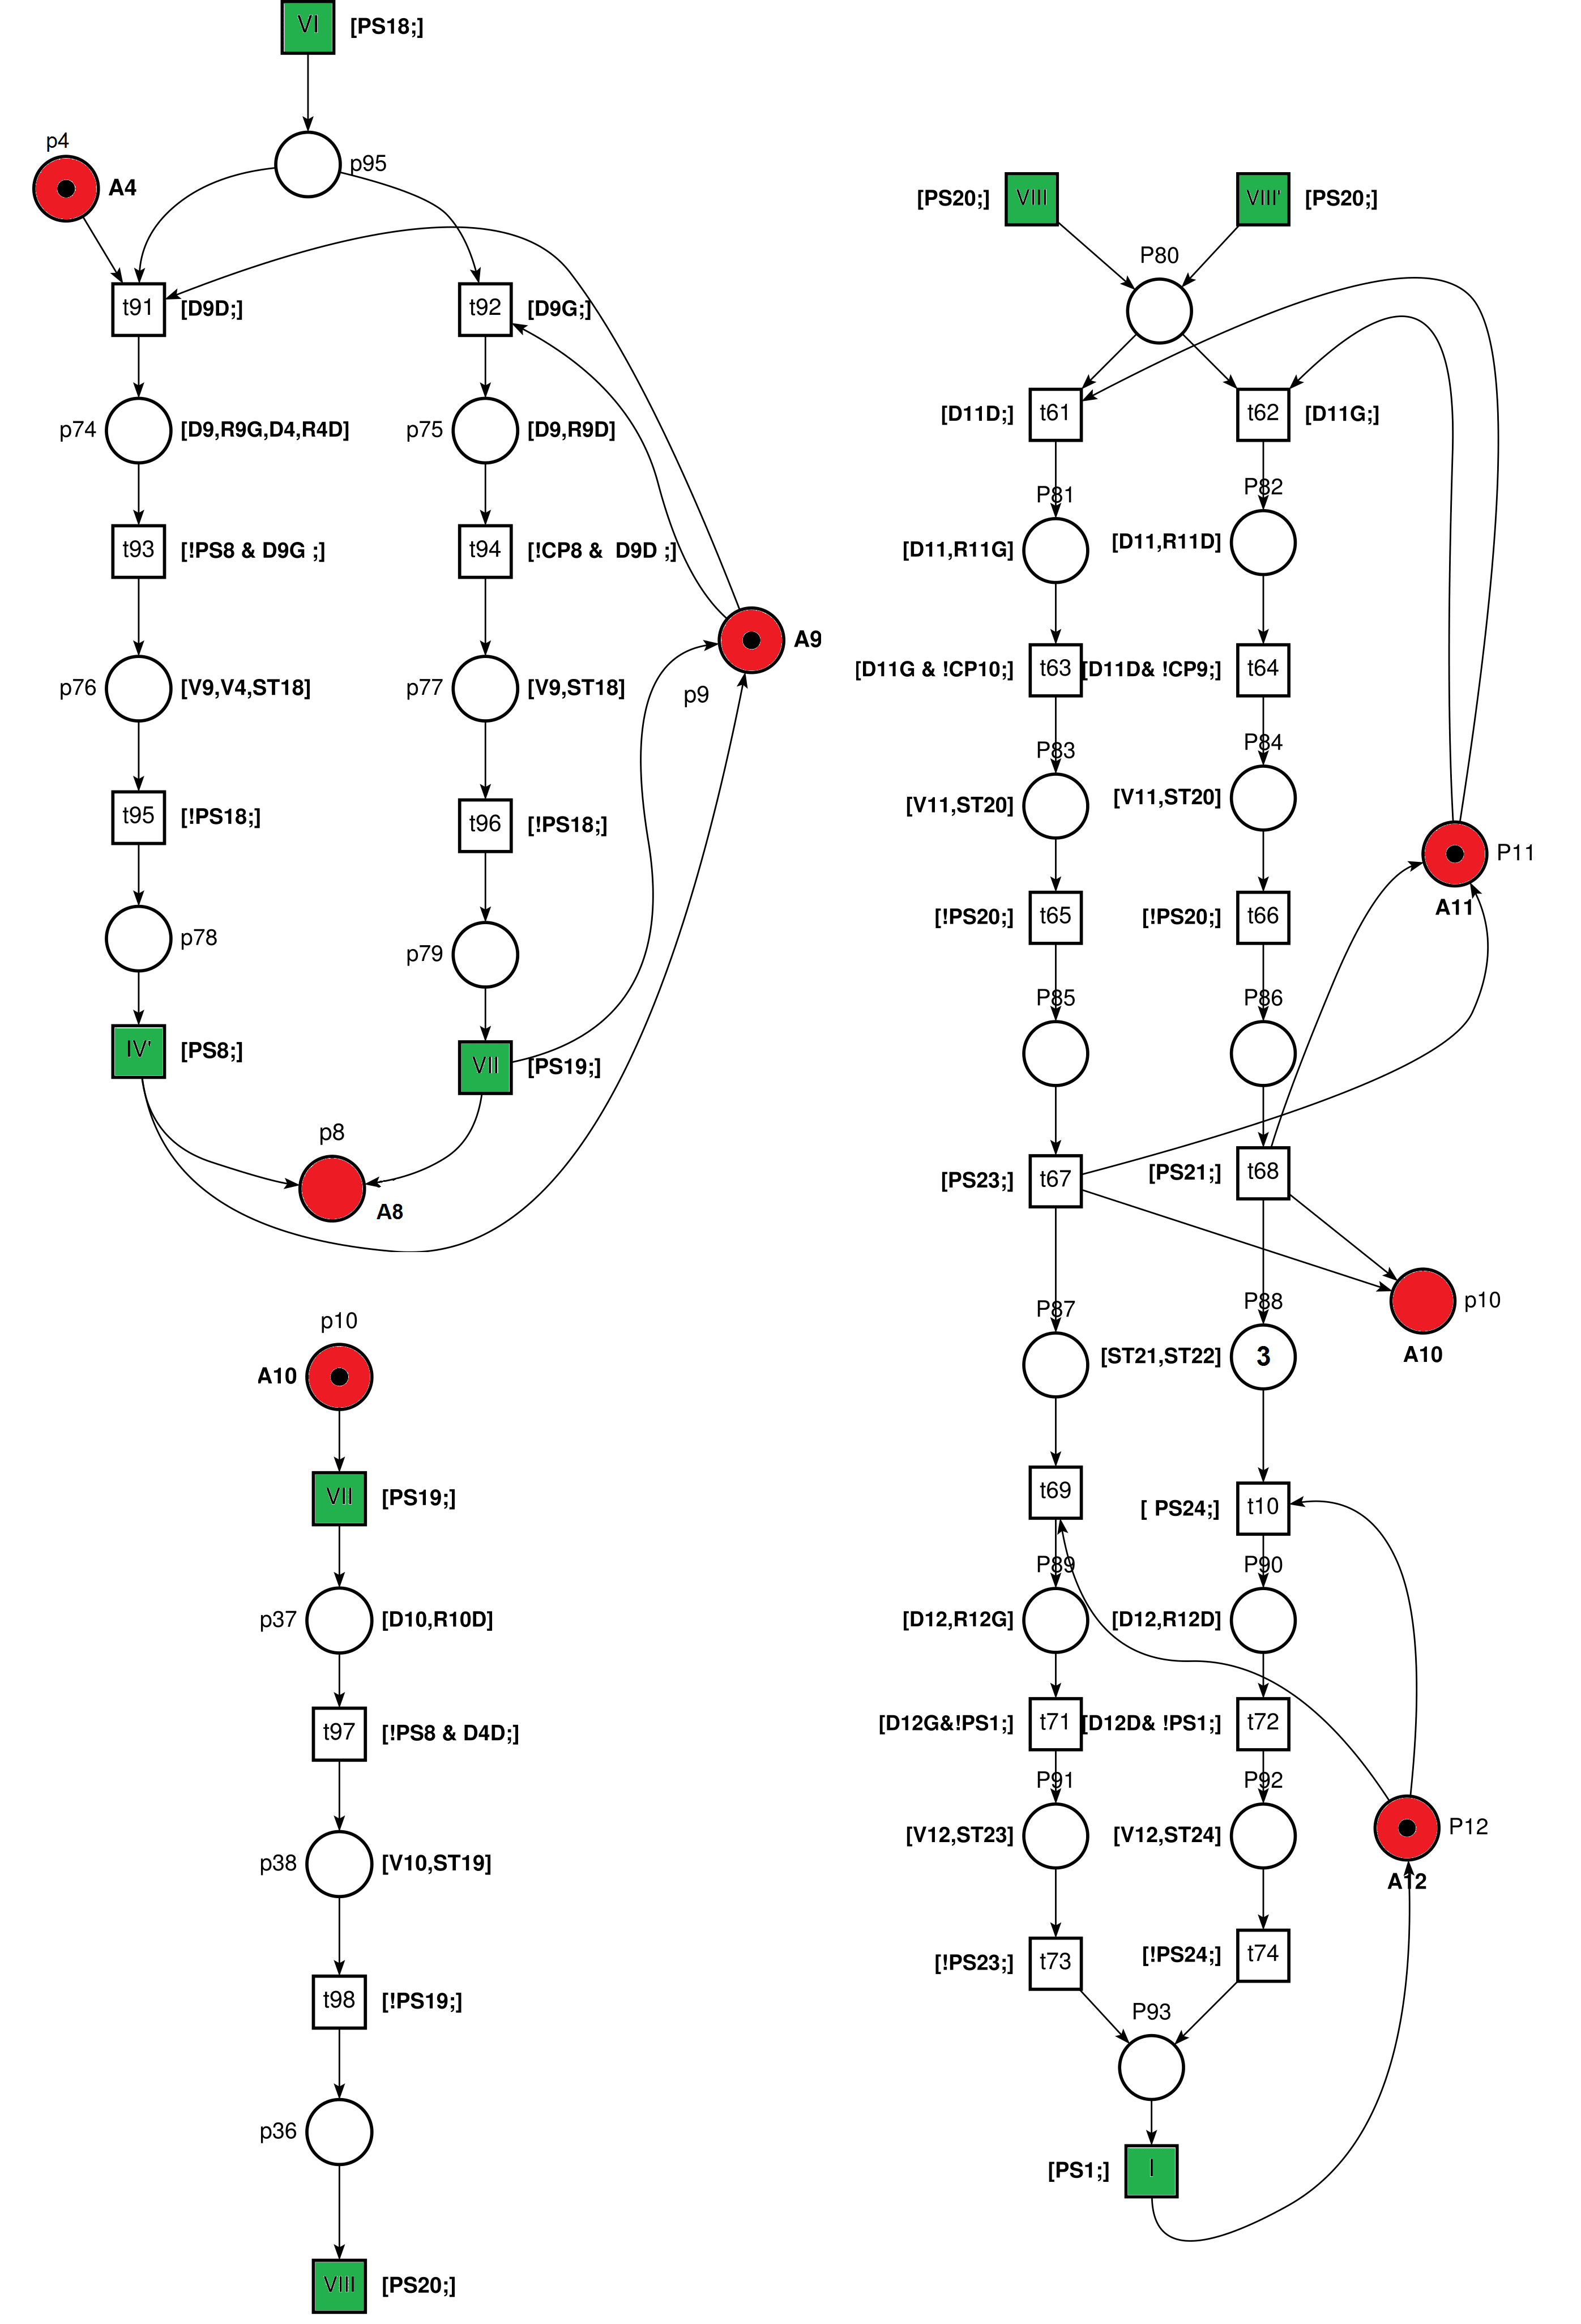 VI [PS18;]
p4
A4
p95
t91 [D9D;]
t92 [D9G;]
p74 [D9,R9G,D4,R4D]
p75 [D9,R9D]
t93 [!PS8 & D9G ;]
t94 [!CP8 & D9D ;]
A9
p9
p76 [V9,V4,ST18]
p77 [V9,ST18]
t95 [!PS18;]
t96 [!PS18;]
p78
p79
IV' [PS8;]
VII [PS19;]
p8
A8
p10
A10
VII [PS19;]
p37 [D10,R10D]
t97 [!PS8 & D4D;]
p38 [V10,ST19]
t98 [!PS19;]
p36
VIII [PS20;]
[PS20;] VIII
VIII' [PS20;]
P80
[D11D;] t61
t62 [D11G;]
P81
P82
[D11,R11G]
[D11,R11D]
[D11G & !CP10;] t63
[D11D& !CP9;] t64
P83
P84
[V11,ST20]
[V11,ST20]
P11
A11
[!PS20;] t65
[!PS20;] t66
P85
P86
[PS23;] t67
[PS21;] t68
P87
P88
p10
A10
[ST21,ST22] 3
t69
[ PS24;] t10
P89
P90
[D12,R12G]
[D12,R12D]
[D12G&!PS1;] t71
[D12D& !PS1;] t72
P91
P92
[V12,ST23]
[V12,ST24]
P12
A12
[!PS23;] t73
[!PS24;] t74
P93
[PS1;] I